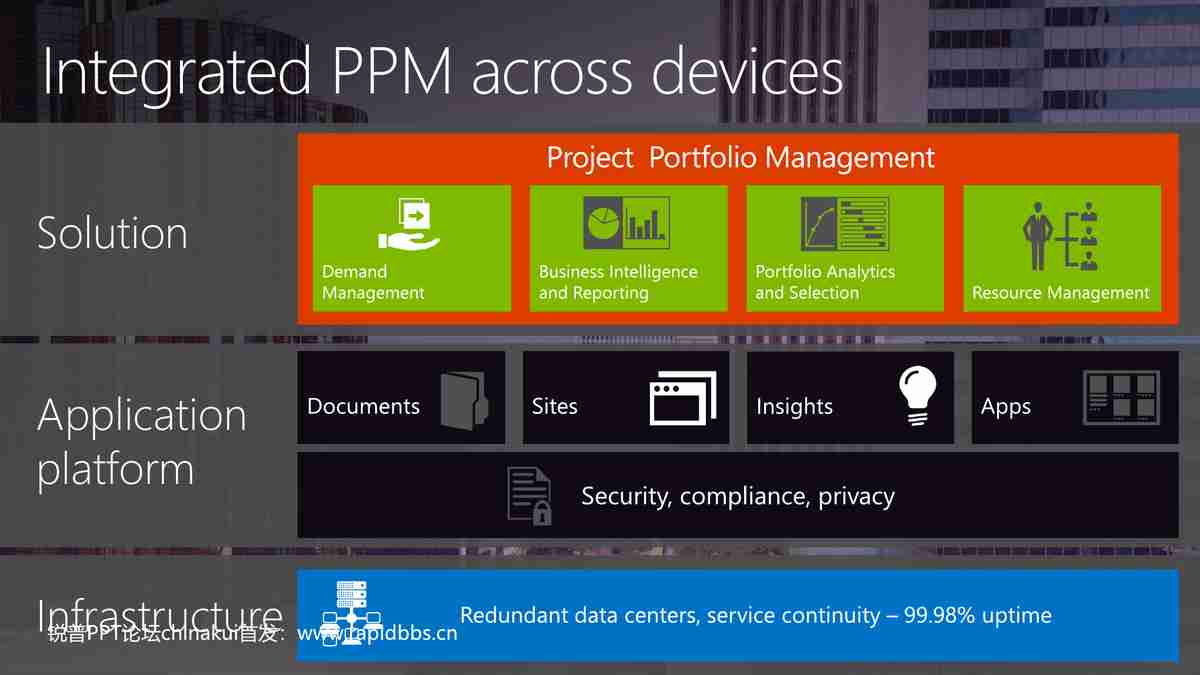 Integrated PPM across devices
Project Portfolio Management
Solution
Demand
Management
Business Intelligence
and Reporting
Portfolio Analytics
and Selection
Resource Management
Application
platform
Documents
Sites
Insights
Apps
Security, compliance, privacy
Infrastructure
Redundant data centers, service continuity – 99.98% uptime
锐普PPT论坛chinakui首发：www.rapidbbs.cn